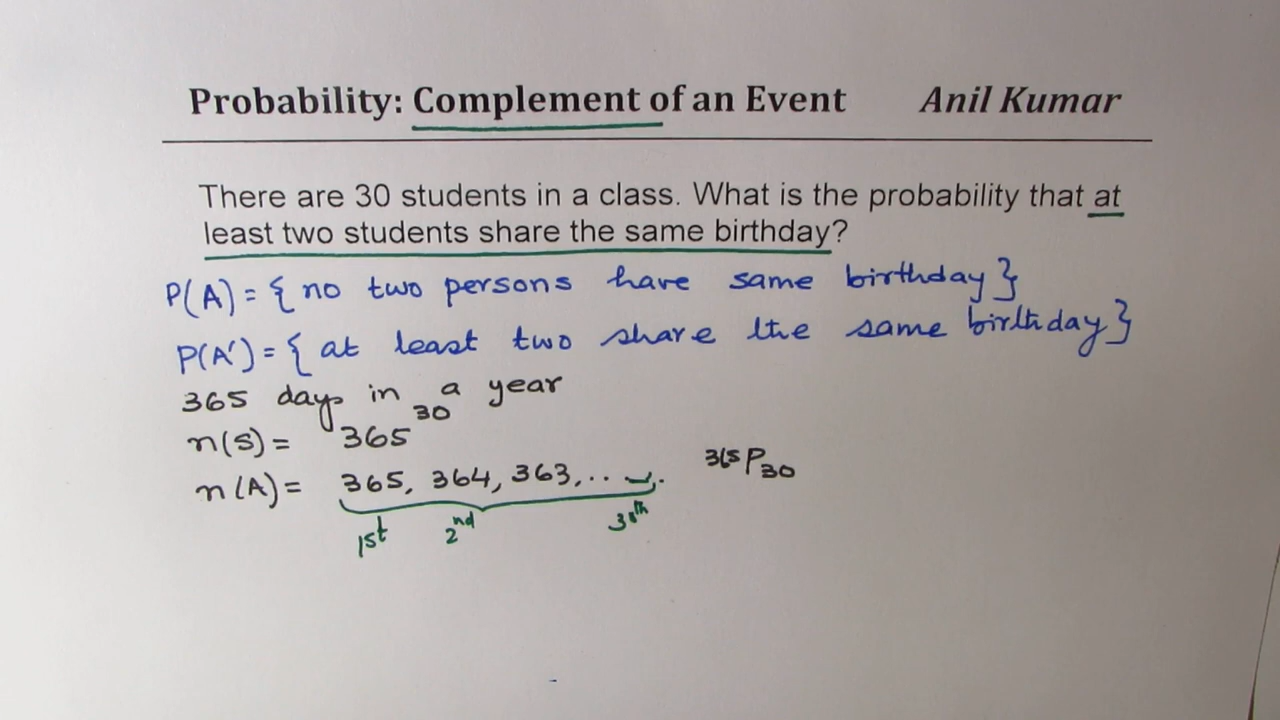 Probability: Complement of an Event Anil Kumar
There are 30 students in a class. What is the probability that at
least two students share the same birthday?
P(A) = { no two persons have same birthday }
P(A') = { at least two share the same birthday }
365 days in a year
n(S) = 365³⁰
n(A) = 365, 364, 363, . . . ³⁶⁵P₃₀
1st 2nd 30th